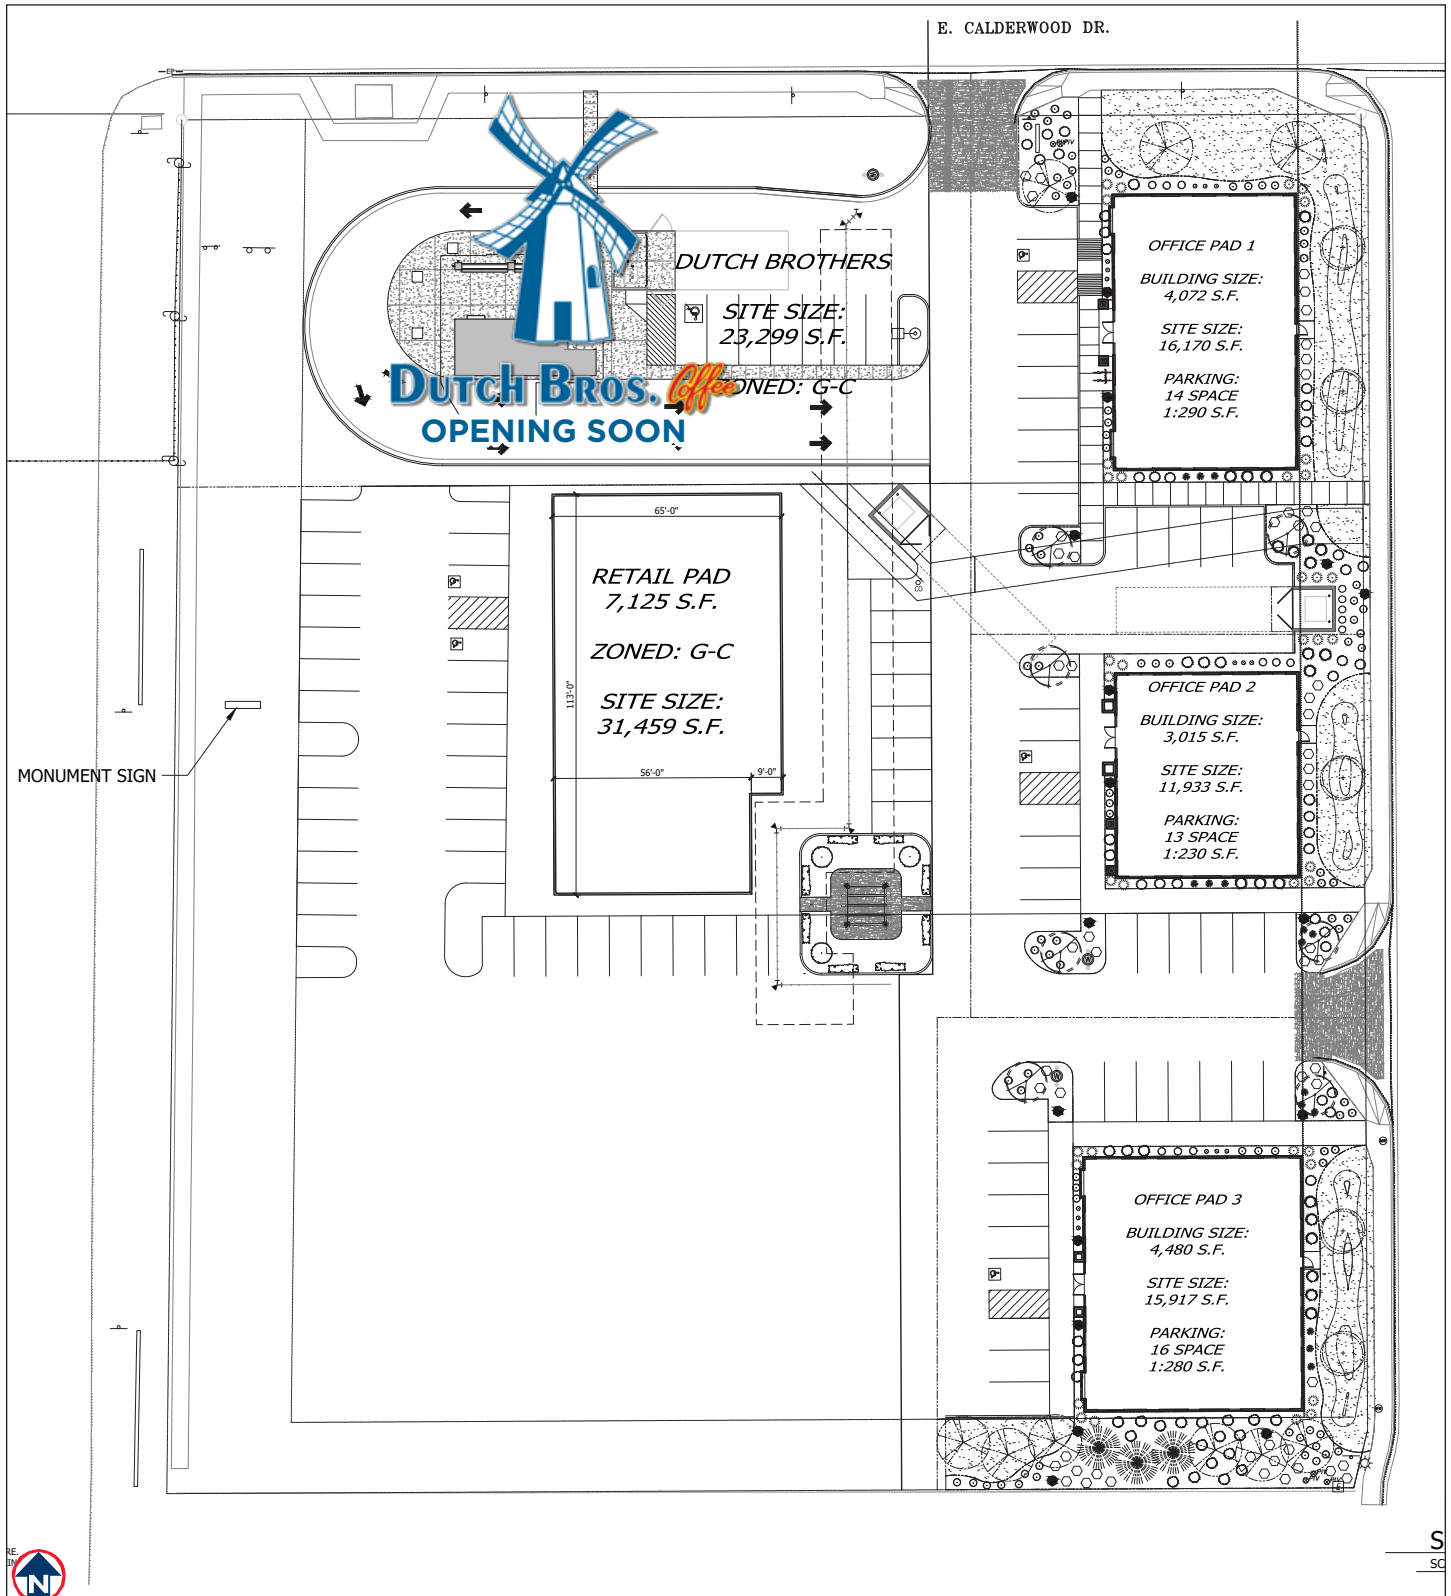 E. CALDERWOOD DR.
DUTCH BROTHERS
SITE SIZE:
23,299 S.F.
ZONED: G-C
DUTCH BROS. Coffee
OPENING SOON
OFFICE PAD 1
BUILDING SIZE:
4,072 S.F.
SITE SIZE:
16,170 S.F.
PARKING:
14 SPACE
1:290 S.F.
65'-0"
RETAIL PAD
7,125 S.F.
ZONED: G-C
SITE SIZE:
31,459 S.F.
113'-0"
56'-0"
9'-0"
MONUMENT SIGN
OFFICE PAD 2
BUILDING SIZE:
3,015 S.F.
SITE SIZE:
11,933 S.F.
PARKING:
13 SPACE
1:230 S.F.
OFFICE PAD 3
BUILDING SIZE:
4,480 S.F.
SITE SIZE:
15,917 S.F.
PARKING:
16 SPACE
1:280 S.F.
N
S
SC